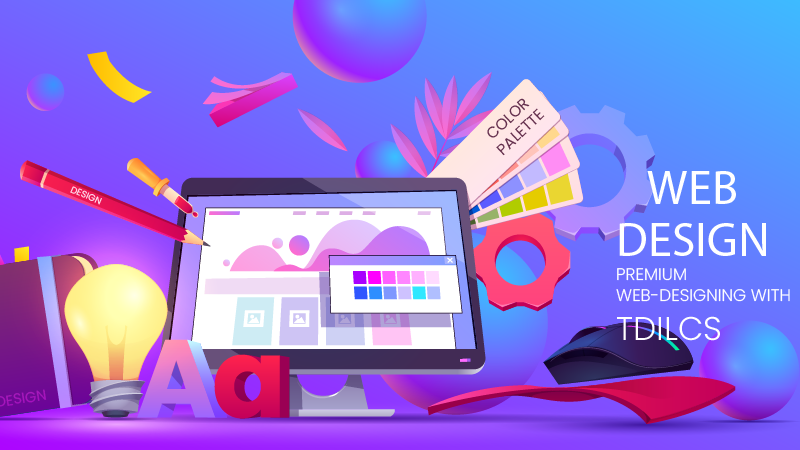 COLOR
PALETTE
DESIGN
WEB
DESIGN
PREMIUM
WEB-DESIGNING WITH
TDILCS
Aa
DESIGN